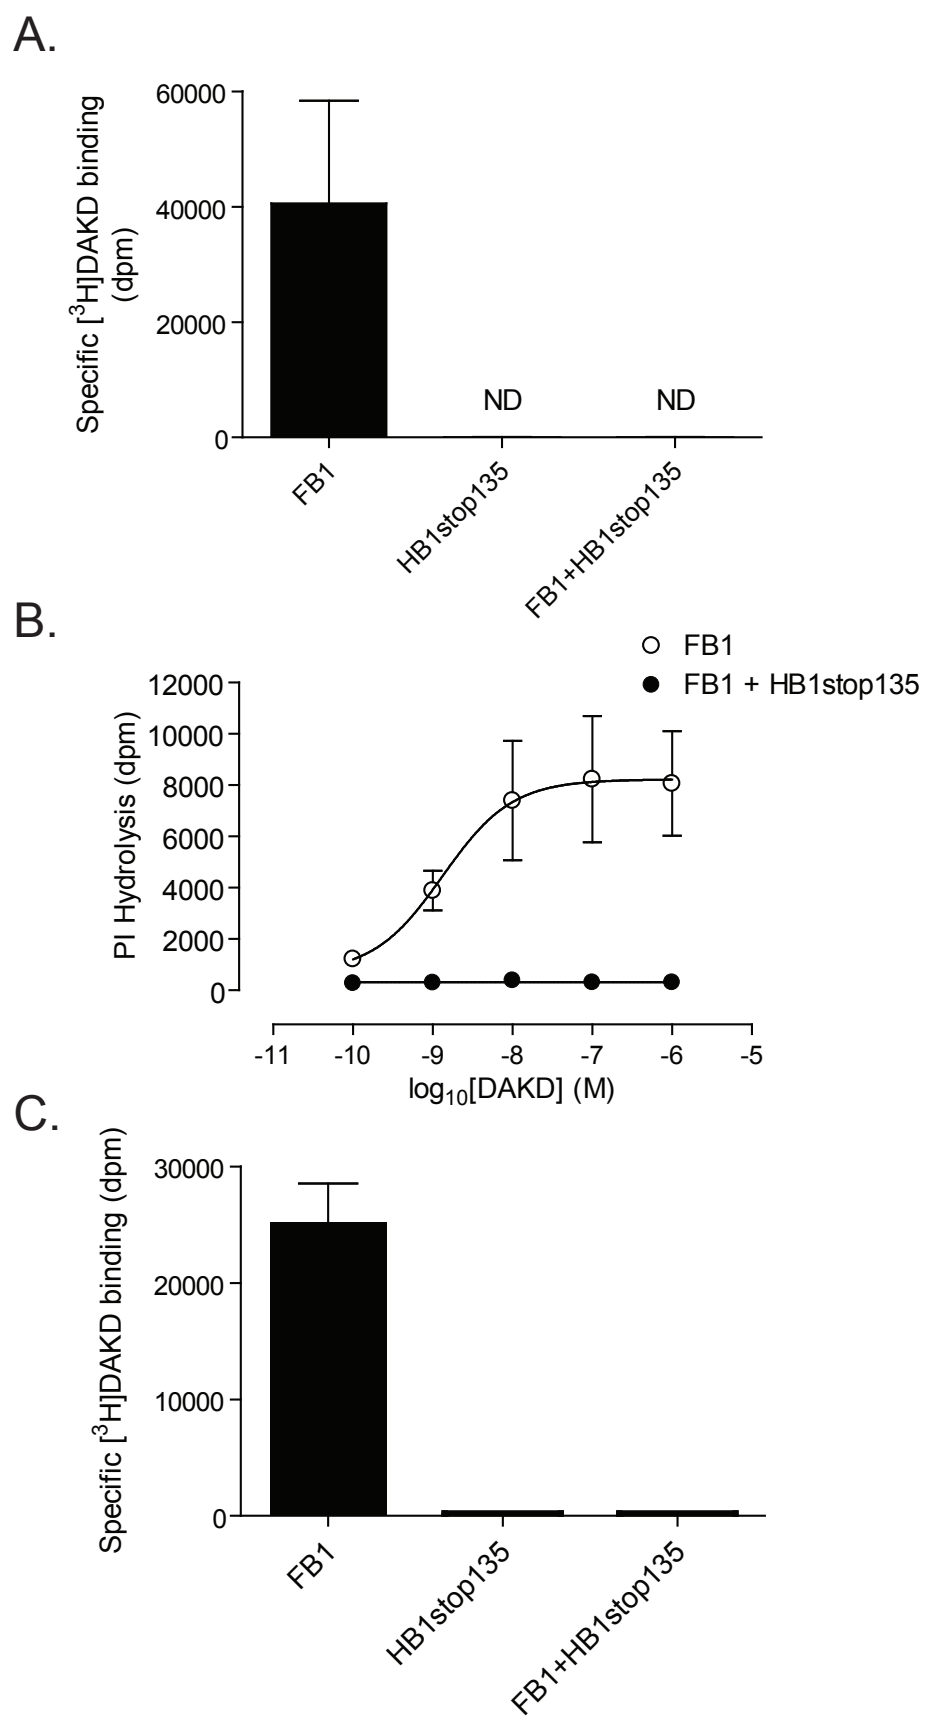 A.
Specific [³H]DAKD binding
(dpm)
60000
40000
20000
0
ND
ND
FB1
HB1stop135
FB1+HB1stop135
B.
FB1
FB1 + HB1stop135
PI Hydrolysis (dpm)
12000
10000
8000
6000
4000
2000
0
-11 -10 -9 -8 -7 -6 -5
log₁₀[DAKD] (M)
C.
Specific [³H]DAKD binding (dpm)
30000
20000
10000
0
FB1
HB1stop135
FB1+HB1stop135